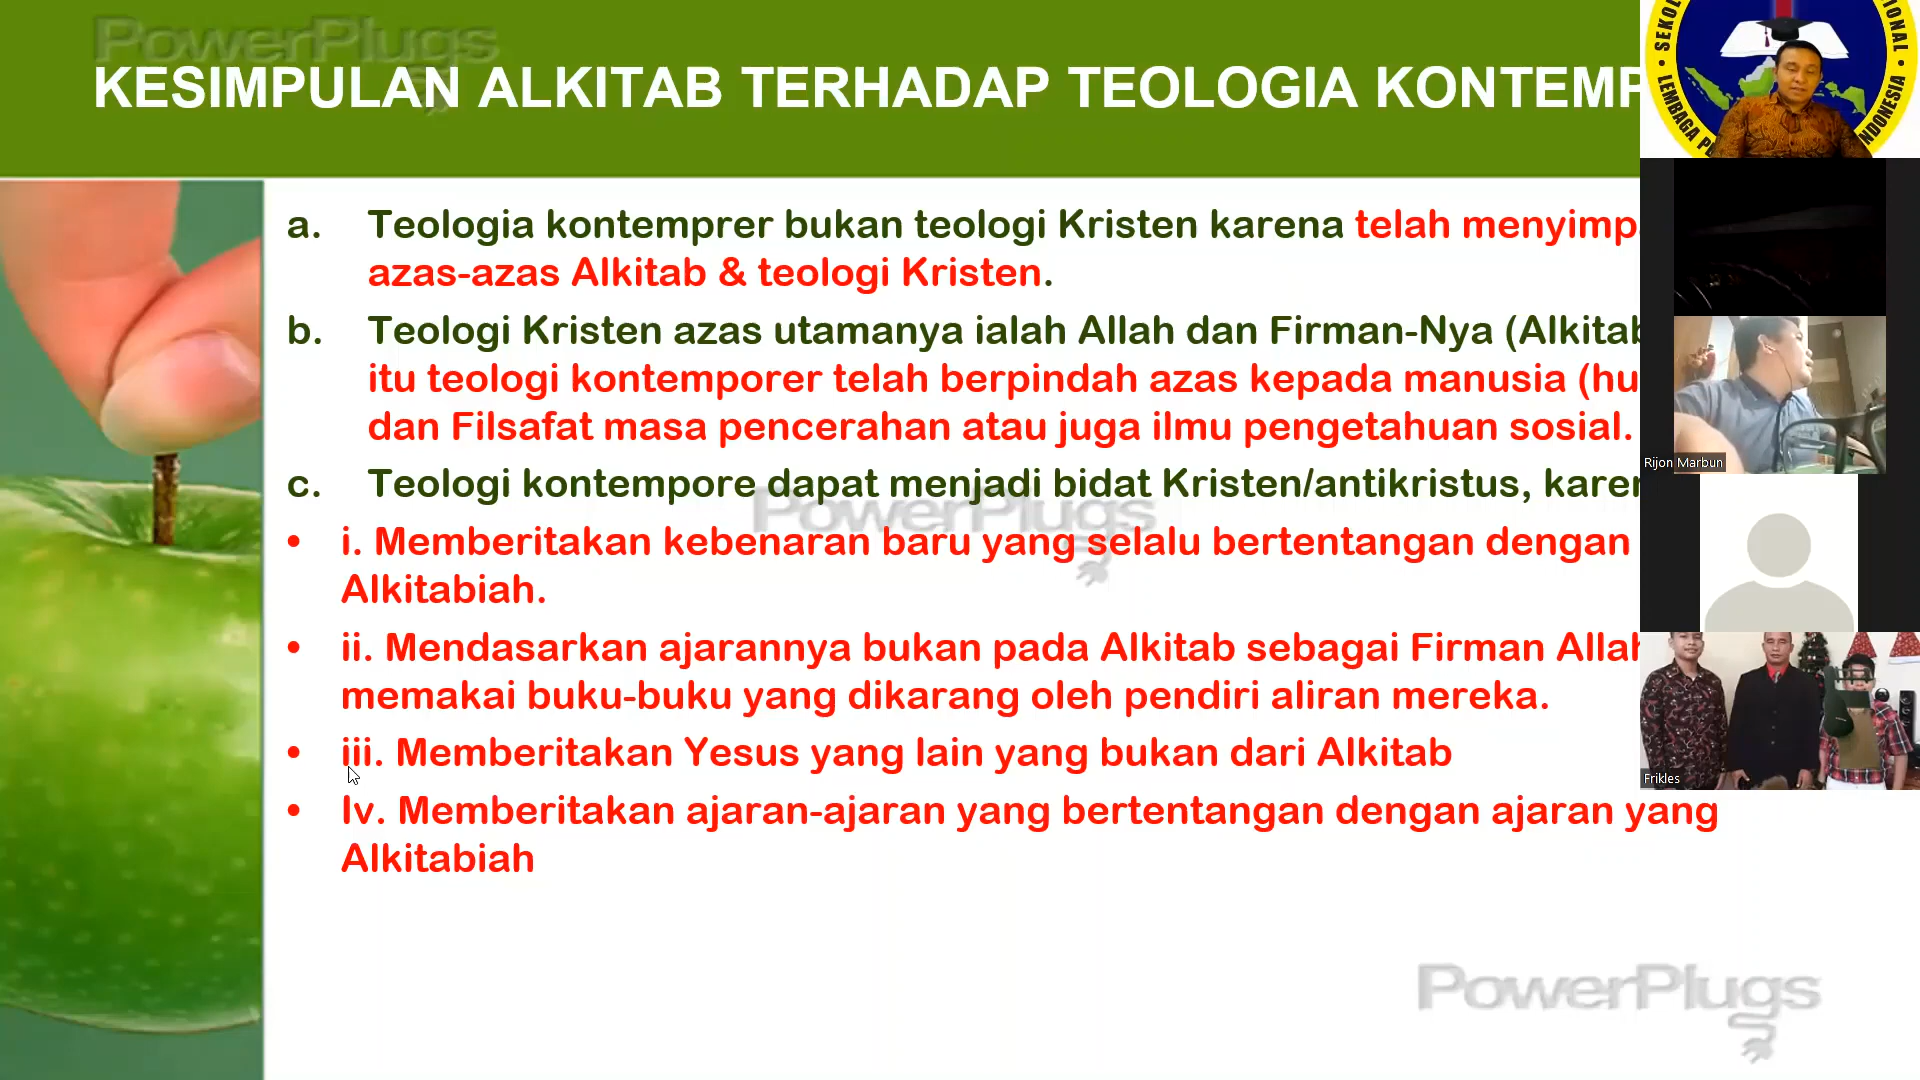 PowerPlugs
KESIMPULAN ALKITAB TERHADAP TEOLOGIA KONTEMP
a. Teologia kontemprer bukan teologi Kristen karena telah menyimp
azas-azas Alkitab & teologi Kristen.
b. Teologi Kristen azas utamanya ialah Allah dan Firman-Nya (Alkitab
itu teologi kontemporer telah berpindah azas kepada manusia (hu
dan Filsafat masa pencerahan atau juga ilmu pengetahuan sosial.
c. Teologi kontempore dapat menjadi bidat Kristen/antikristus, karen
PowerPlugs
• i. Memberitakan kebenaran baru yang selalu bertentangan dengan
Alkitabiah.
• ii. Mendasarkan ajarannya bukan pada Alkitab sebagai Firman Allah
memakai buku-buku yang dikarang oleh pendiri aliran mereka.
• iii. Memberitakan Yesus yang lain yang bukan dari Alkitab
• Iv. Memberitakan ajaran-ajaran yang bertentangan dengan ajaran yang
Alkitabiah
PowerPlugs
SEKOL
IONAL
LEMBAGA
NDONESIA
Rijon Marbun
Frikles